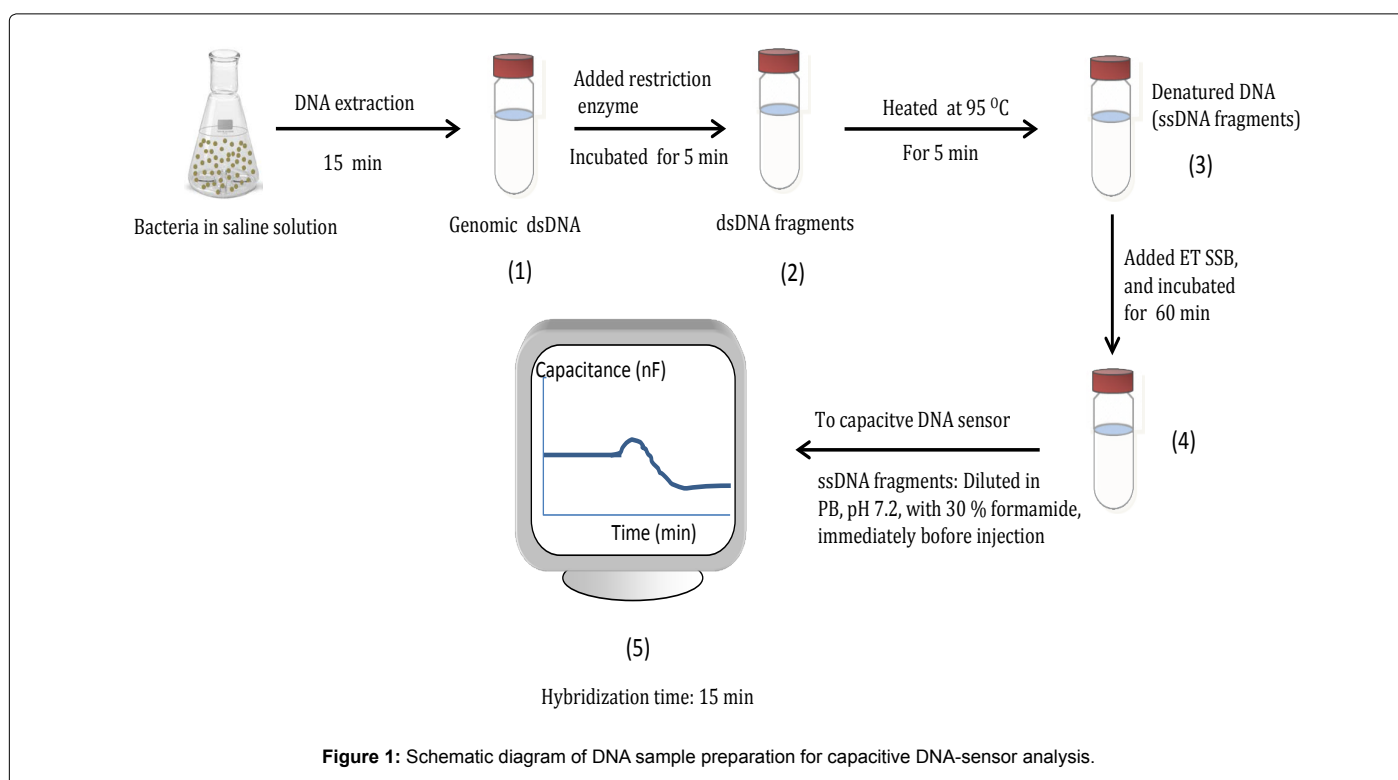 DNA extraction
15 min
Bacteria in saline solution
Genomic dsDNA
(1)
Added restriction
enzyme
Incubated for 5 min
dsDNA fragments
(2)
Heated at 95 ⁰C
For 5 min
Denatured DNA
(ssDNA fragments)
(3)
Added ET SSB,
and incubated
for 60 min
(4)
To capacitve DNA sensor
ssDNA fragments: Diluted in
PB, pH 7.2, with 30 % formamide,
immediately bofore injection
Capacitance (nF)
Time (min)
(5)
Hybridization time: 15 min
Figure 1: Schematic diagram of DNA sample preparation for capacitive DNA-sensor analysis.